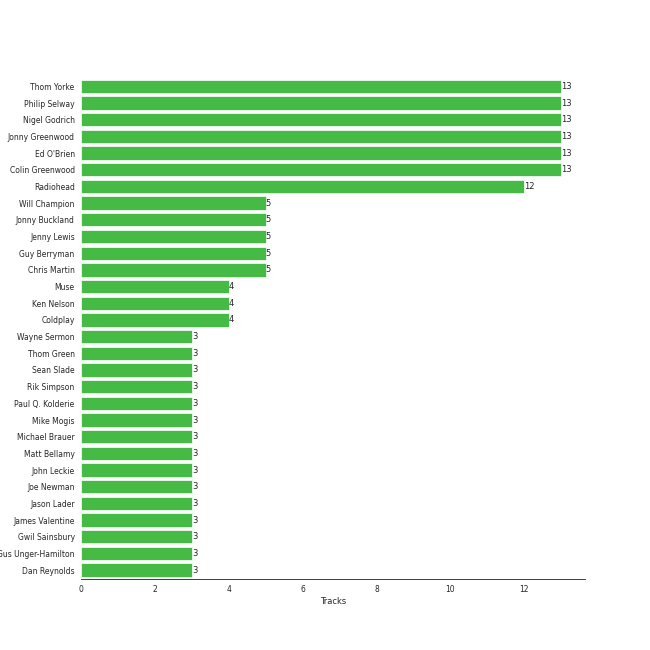 Thom Yorke 13
Philip Selway 13
Nigel Godrich 13
Jonny Greenwood 13
Ed O'Brien 13
Colin Greenwood 13
Radiohead 12
Will Champion 5
Jonny Buckland 5
Jenny Lewis 5
Guy Berryman 5
Chris Martin 5
Muse 4
Ken Nelson 4
Coldplay 4
Wayne Sermon 3
Thom Green 3
Sean Slade 3
Rik Simpson 3
Paul Q. Kolderie 3
Mike Mogis 3
Michael Brauer 3
Matt Bellamy 3
John Leckie 3
Joe Newman 3
Jason Lader 3
James Valentine 3
Gwil Sainsbury 3
Gus Unger-Hamilton 3
Dan Reynolds 3
0 2 4 6 8 10 12
Tracks